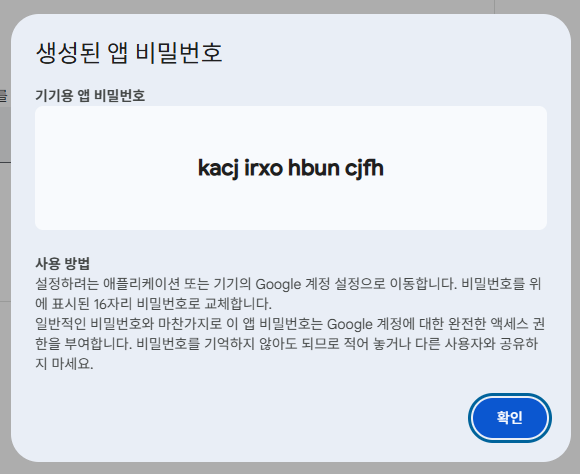 생성된 앱 비밀번호
기기용 앱 비밀번호
를
kacj irxo hbun cjfh
사용 방법
설정하려는 애플리케이션 또는 기기의 Google 계정 설정으로 이동합니다. 비밀번호를 위
에 표시된 16자리 비밀번호로 교체합니다.
일반적인 비밀번호와 마찬가지로 이 앱 비밀번호는 Google 계정에 대한 완전한 액세스 권
한을 부여합니다. 비밀번호를 기억하지 않아도 되므로 적어 놓거나 다른 사용자와 공유하
지 마세요.
확인